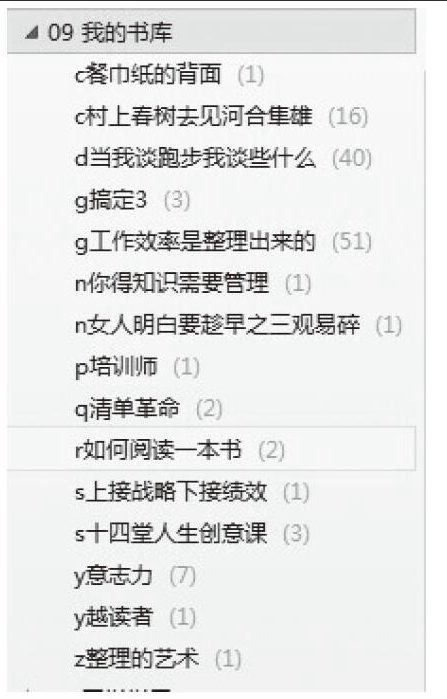 09 我的书库
c餐巾纸的背面 (1)
c村上春树去见河合隼雄 (16)
d当我谈跑步我谈些什么 (40)
g搞定3 (3)
g工作效率是整理出来的 (51)
n你得知识需要管理 (1)
n女人明白要趁早之三观易碎 (1)
p培训师 (1)
q清单革命 (2)
r如何阅读一本书 (2)
s上接战略下接绩效 (1)
s十四堂人生创意课 (3)
y意志力 (7)
y越读者 (1)
z整理的艺术 (1)